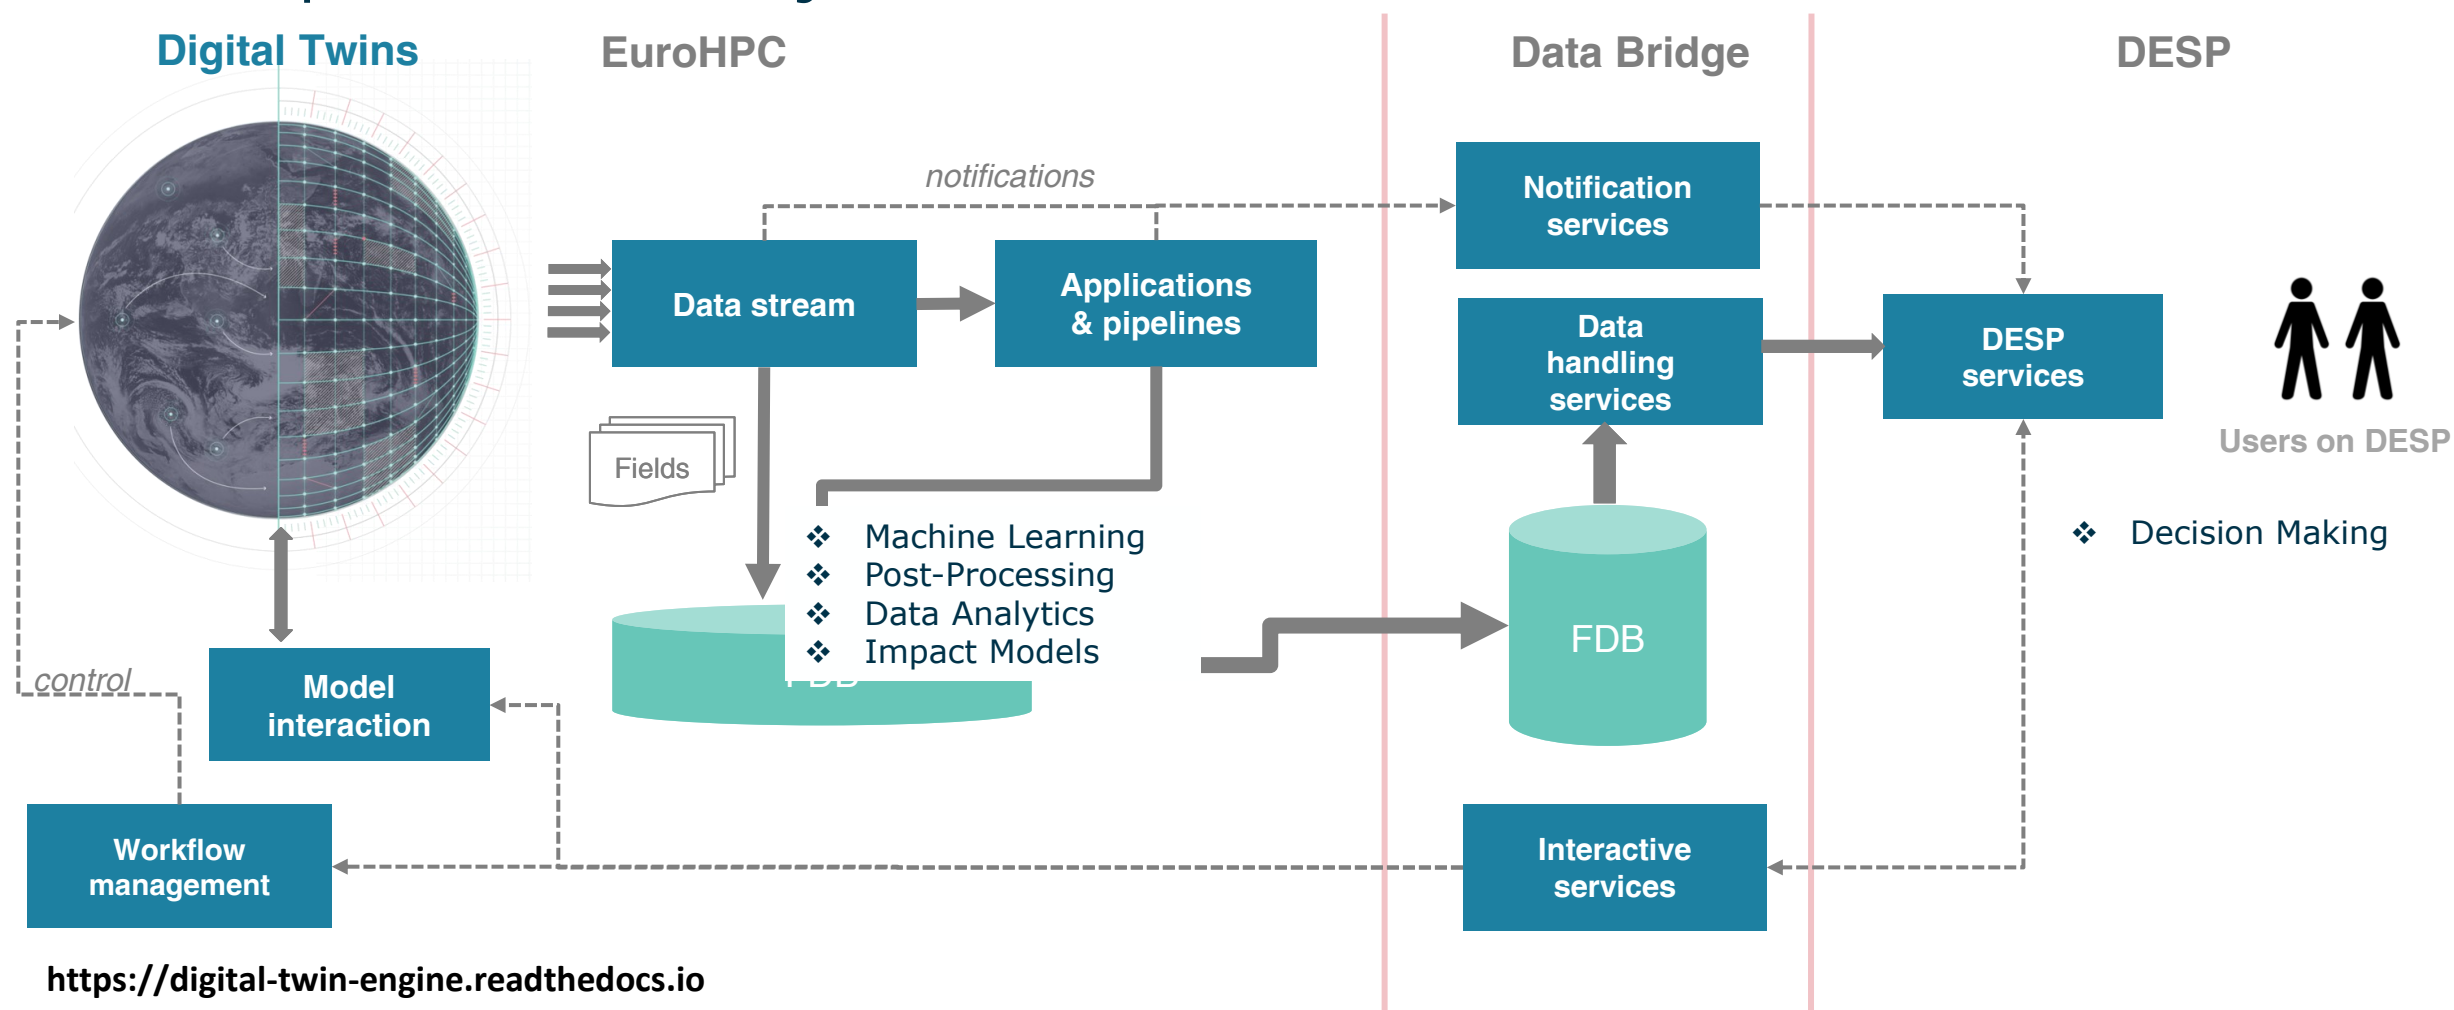 Digital Twins
EuroHPC
Data Bridge
DESP
notifications
Notification
services
Data stream
Applications
& pipelines
Data
handling
services
DESP
services
Users on DESP
Fields
❖ Machine Learning
❖ Post-Processing
❖ Data Analytics
❖ Impact Models
❖ Decision Making
FDB
FDB
control
Model
interaction
Workflow
management
Interactive
services
https://digital-twin-engine.readthedocs.io